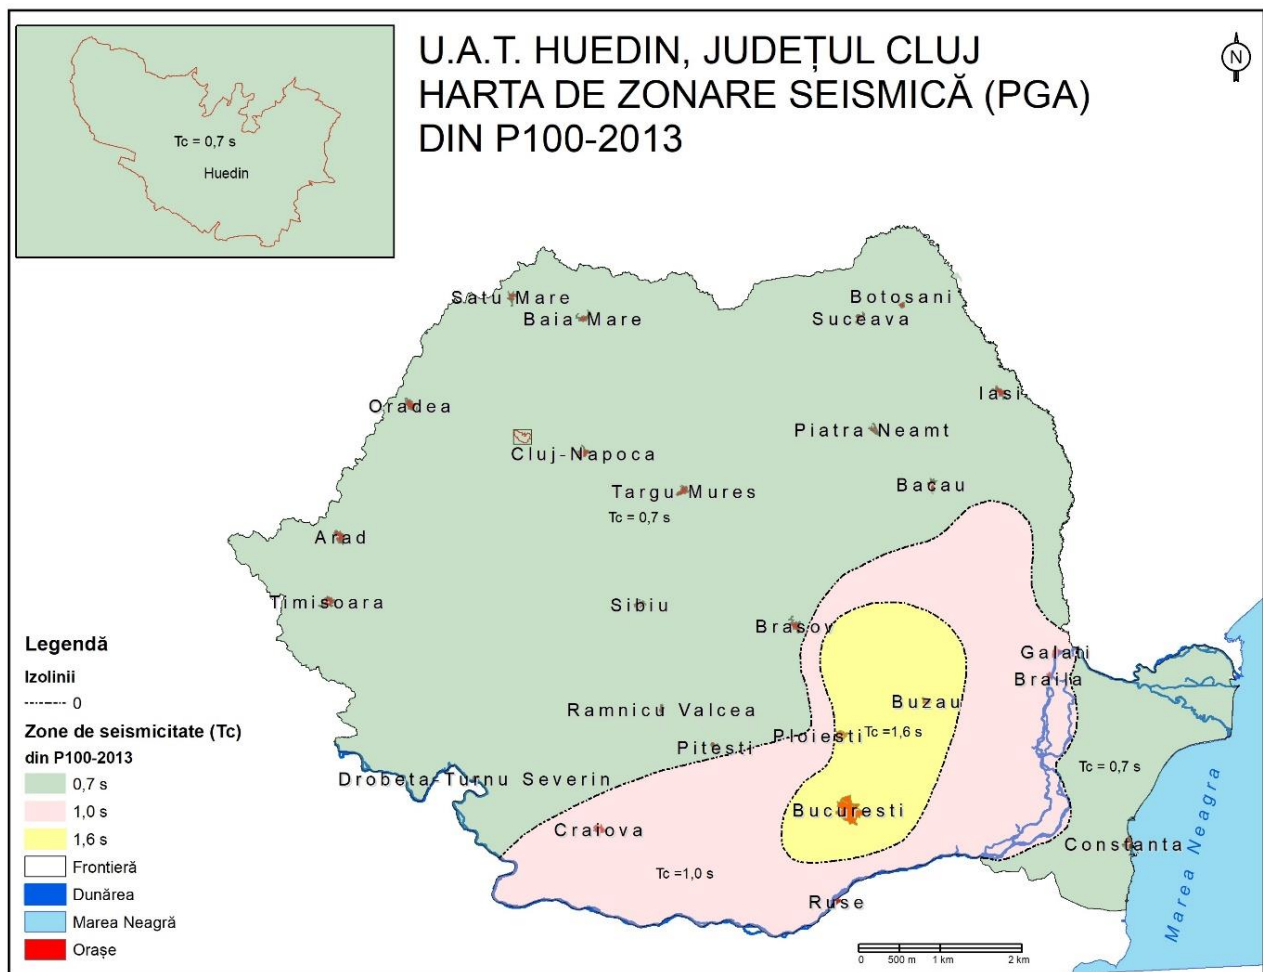 U.A.T. HUEDIN, JUDEȚUL CLUJ
HARTA DE ZONARE SEISMICĂ (PGA)
DIN P100-2013
N
Tc = 0,7 s
Huedin
Satu Mare
Baia Mare
Botosani
Suceava
Oradea
Iasi
Piatra Neamt
Cluj-Napoca
Targu Mures
Bacau
Tc = 0,7 s
Arad
Timisoara
Sibiu
Brasov
Galati
Braila
Buzau
Ramnicu Valcea
Ploiesti
Tc =1,6 s
Pitesti
Drobeta-Turnu Severin
Tc = 0,7 s
Bucuresti
Craiova
Constanta
Tc =1,0 s
Ruse
Marea Neagra
Legendă
Izolinii
0
Zone de seismicitate (Tc)
din P100-2013
0,7 s
1,0 s
1,6 s
Frontieră
Dunărea
Marea Neagră
Orașe
0 500 m 1 km 2 km